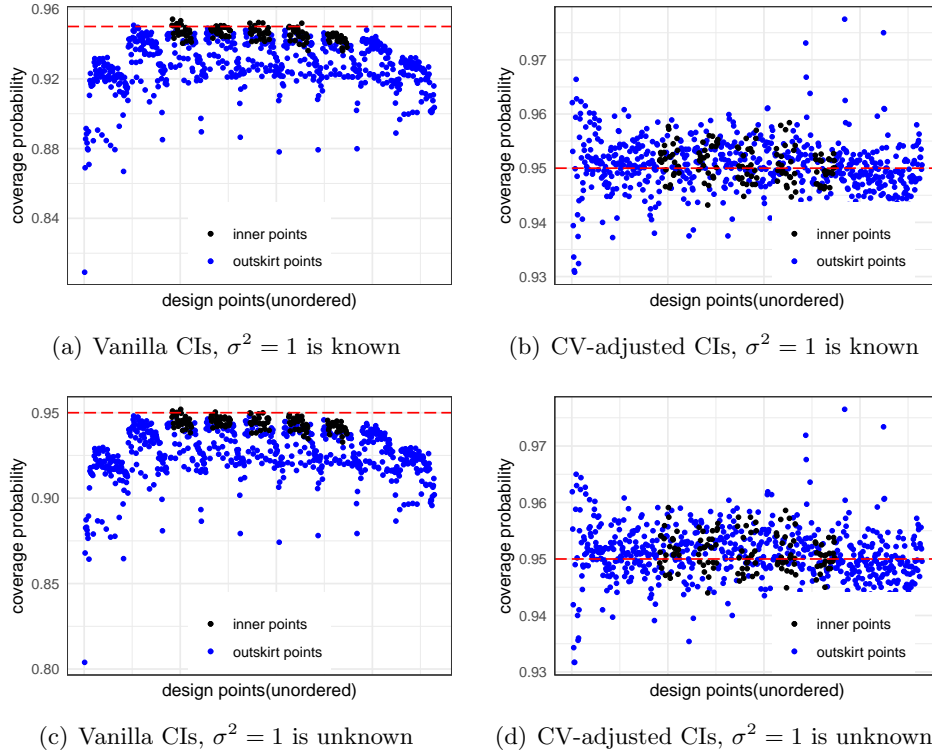 0.96
0.92
0.88
0.84
coverage probability
inner points
outskirt points
design points(unordered)
(a) Vanilla CIs, σ² = 1 is known
0.97
0.96
0.95
0.94
0.93
coverage probability
inner points
outskirt points
design points(unordered)
(b) CV-adjusted CIs, σ² = 1 is known
0.95
0.90
0.85
0.80
coverage probability
inner points
outskirt points
design points(unordered)
(c) Vanilla CIs, σ² = 1 is unknown
0.97
0.96
0.95
0.94
0.93
coverage probability
inner points
outskirt points
design points(unordered)
(d) CV-adjusted CIs, σ² = 1 is unknown